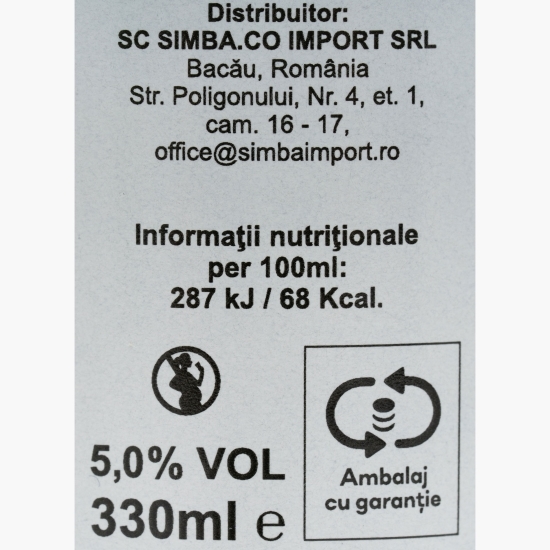 Distribuitor:
SC SIMBA.CO IMPORT SRL
Bacău, România
Str. Poligonului, Nr. 4, et. 1,
cam. 16 - 17,
office@simbaimport.ro
Informaţii nutriţionale
per 100ml:
287 kJ / 68 Kcal.
5,0% VOL
330ml e
Ambalaj
cu garanție